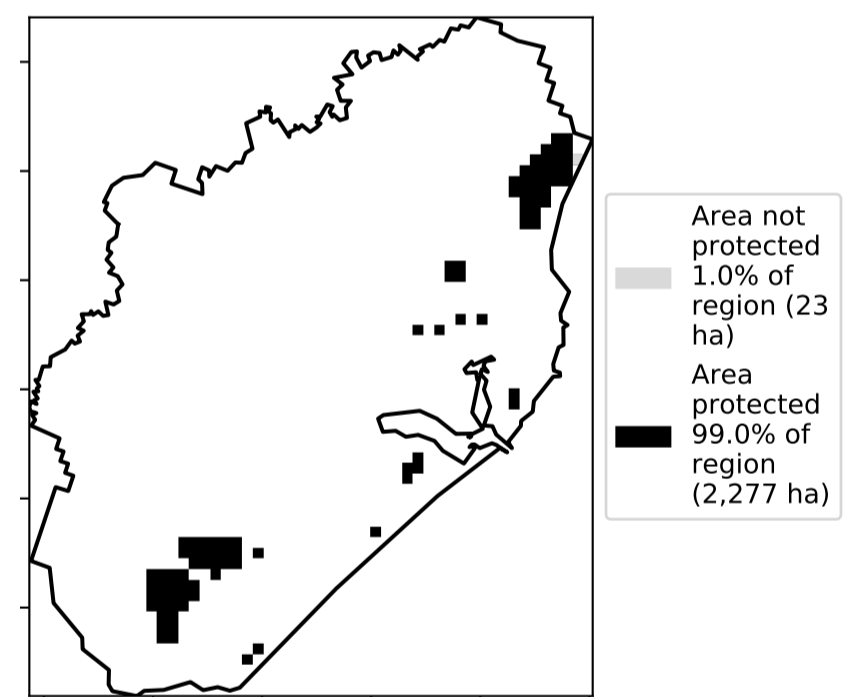 Area not
protected
1.0% of
region (23
ha)
Area
protected
99.0% of
region
(2,277 ha)